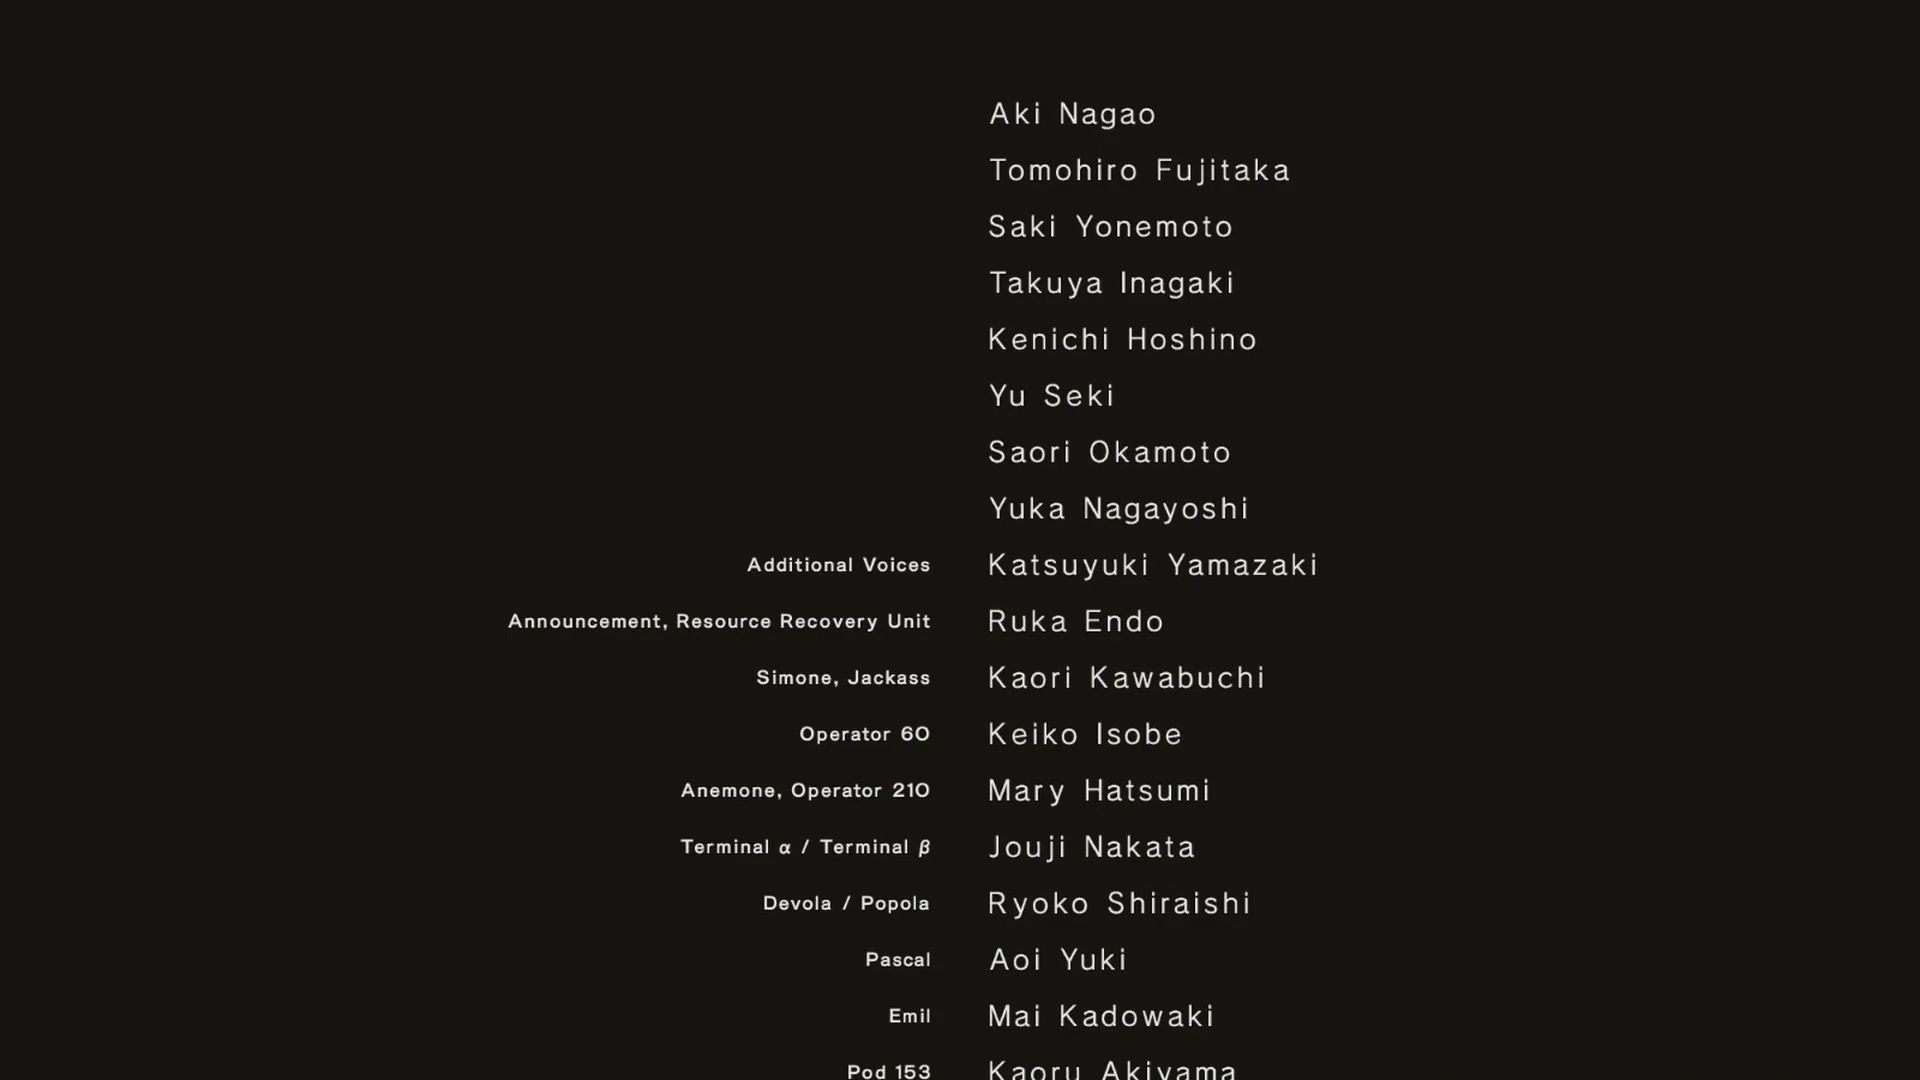 Aki Nagao
Tomohiro Fujitaka
Saki Yonemoto
Takuya Inagaki
Kenichi Hoshino
Yu Seki
Saori Okamoto
Yuka Nagayoshi
Additional Voices Katsuyuki Yamazaki
Announcement, Resource Recovery Unit Ruka Endo
Simone, Jackass Kaori Kawabuchi
Operator 6O Keiko Isobe
Anemone, Operator 21O Mary Hatsumi
Terminal α / Terminal β Jouji Nakata
Devola / Popola Ryoko Shiraishi
Pascal Aoi Yuki
Emil Mai Kadowaki
Pod 153 Kaoru Akiyama